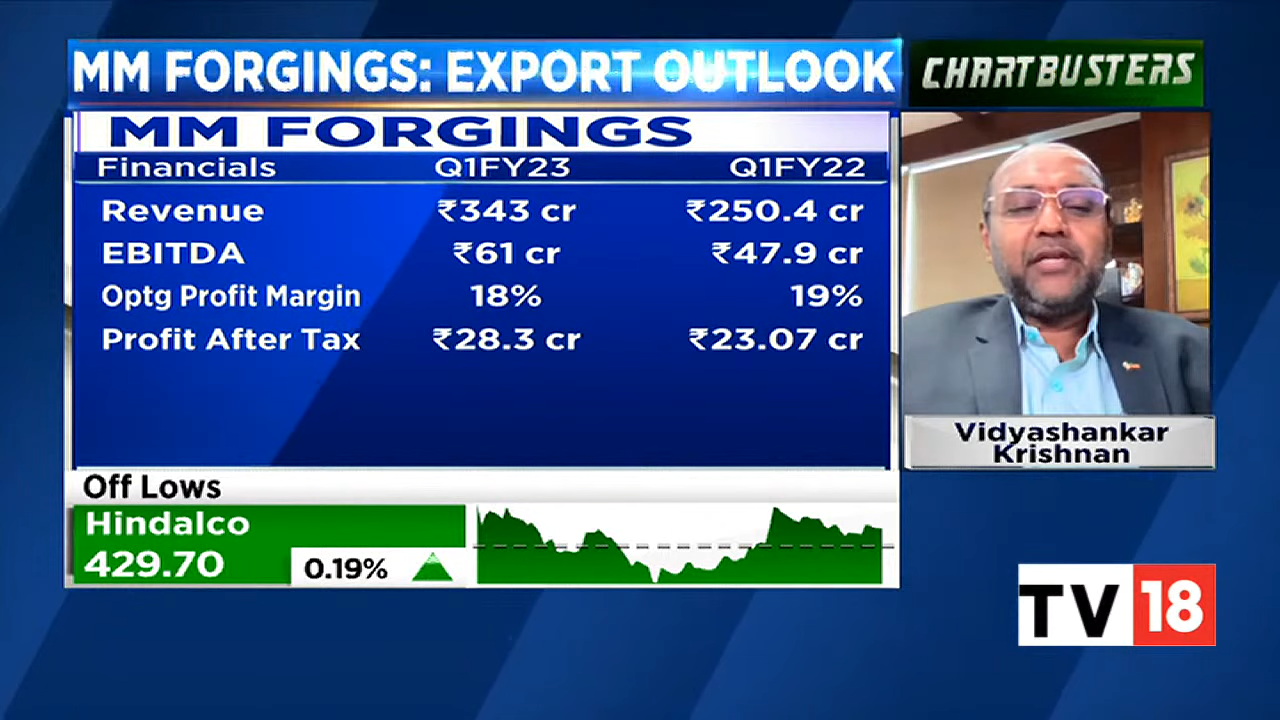 MM FORGINGS: EXPORT OUTLOOK
CHARTBUSTERS
MM FORGINGS
Financials Q1FY23 Q1FY22
Revenue ₹343 cr ₹250.4 cr
EBITDA ₹61 cr ₹47.9 cr
Optg Profit Margin 18% 19%
Profit After Tax ₹28.3 cr ₹23.07 cr
Vidyashankar
Krishnan
Off Lows
Hindalco
429.70 0.19%
TV18